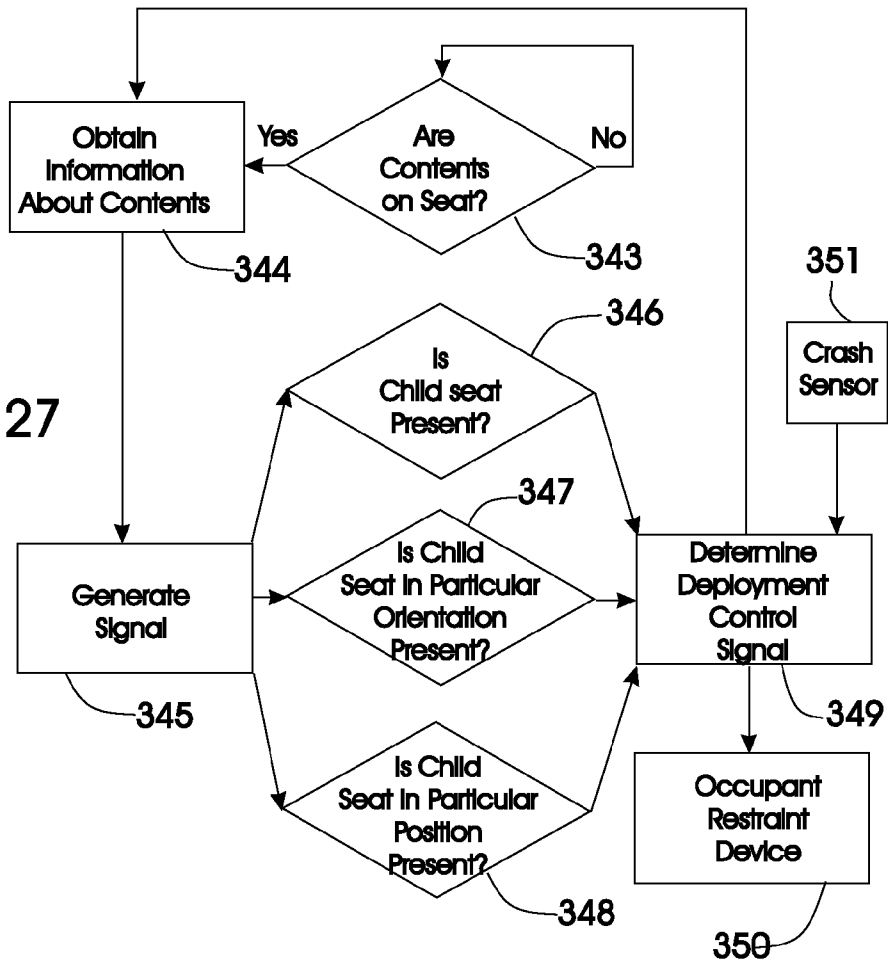 Obtain
Information
About Contents
Yes
Are
Contents
on Seat?
No
344
343
351
346
Is
Child seat
Present?
Crash
Sensor
27
347
Generate
Signal
Is Child
Seat in Particular
Orientation
Present?
Determine
Deployment
Control
Signal
345
349
Is Child
Seat in Particular
Position
Present?
Occupant
Restraint
Device
348
350